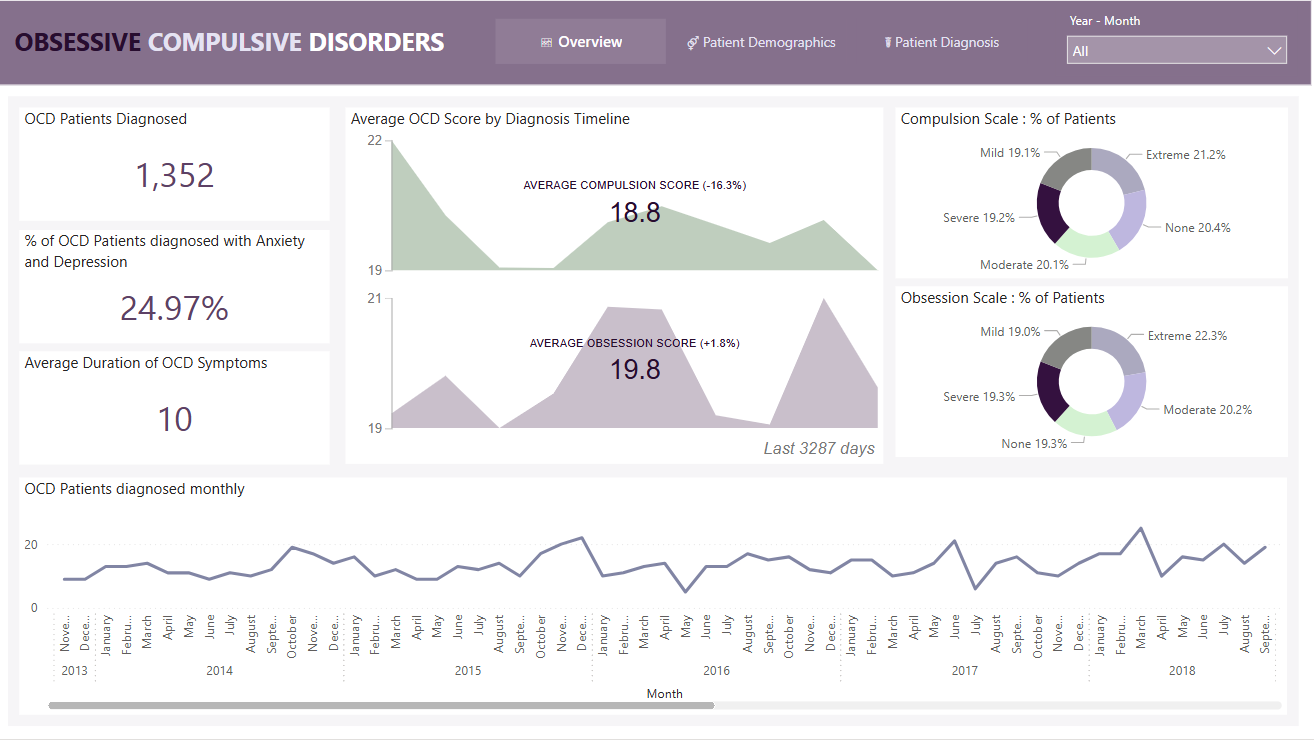 OBSESSIVE COMPULSIVE DISORDERS
Overview
Patient Demographics
Patient Diagnosis
Year - Month
All
OCD Patients Diagnosed
1,352
% of OCD Patients diagnosed with Anxiety
and Depression
24.97%
Average Duration of OCD Symptoms
10
Average OCD Score by Diagnosis Timeline
22
AVERAGE COMPULSION SCORE (-16.3%)
18.8
19
21
AVERAGE OBSESSION SCORE (+1.8%)
19.8
19
Last 3287 days
Compulsion Scale : % of Patients
Mild 19.1%
Extreme 21.2%
Severe 19.2%
None 20.4%
Moderate 20.1%
Obsession Scale : % of Patients
Mild 19.0%
Extreme 22.3%
Severe 19.3%
Moderate 20.2%
None 19.3%
OCD Patients diagnosed monthly
20
0
Nove... Dece... January Febru... March April May June July August Septe... October Nove... Dece... January Febru... March April May June July August Septe... October Nove... Dece... January Febru... March April May June July August Septe... October Nove... Dece... January Febru... March April May June July August Septe... October Nove... Dece... January Febru... March April May June July August Septe...
2013 2014 2015 2016 2017 2018
Month